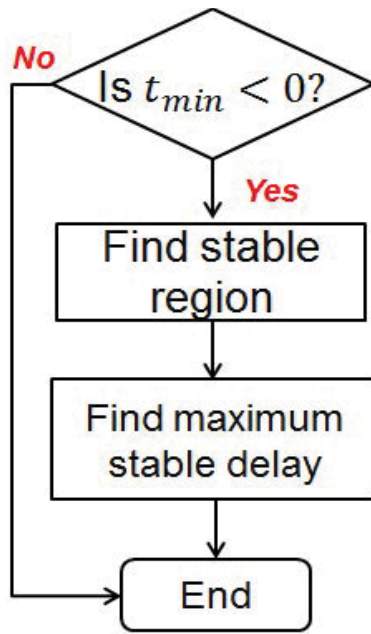 No
Is t_min < 0?
Yes
Find stable
region
Find maximum
stable delay
End